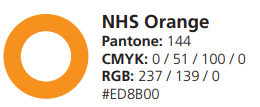 NHS Orange
Pantone: 144
CMYK: 0 / 51 / 100 / 0
RGB: 237 / 139 / 0
#ED8B00